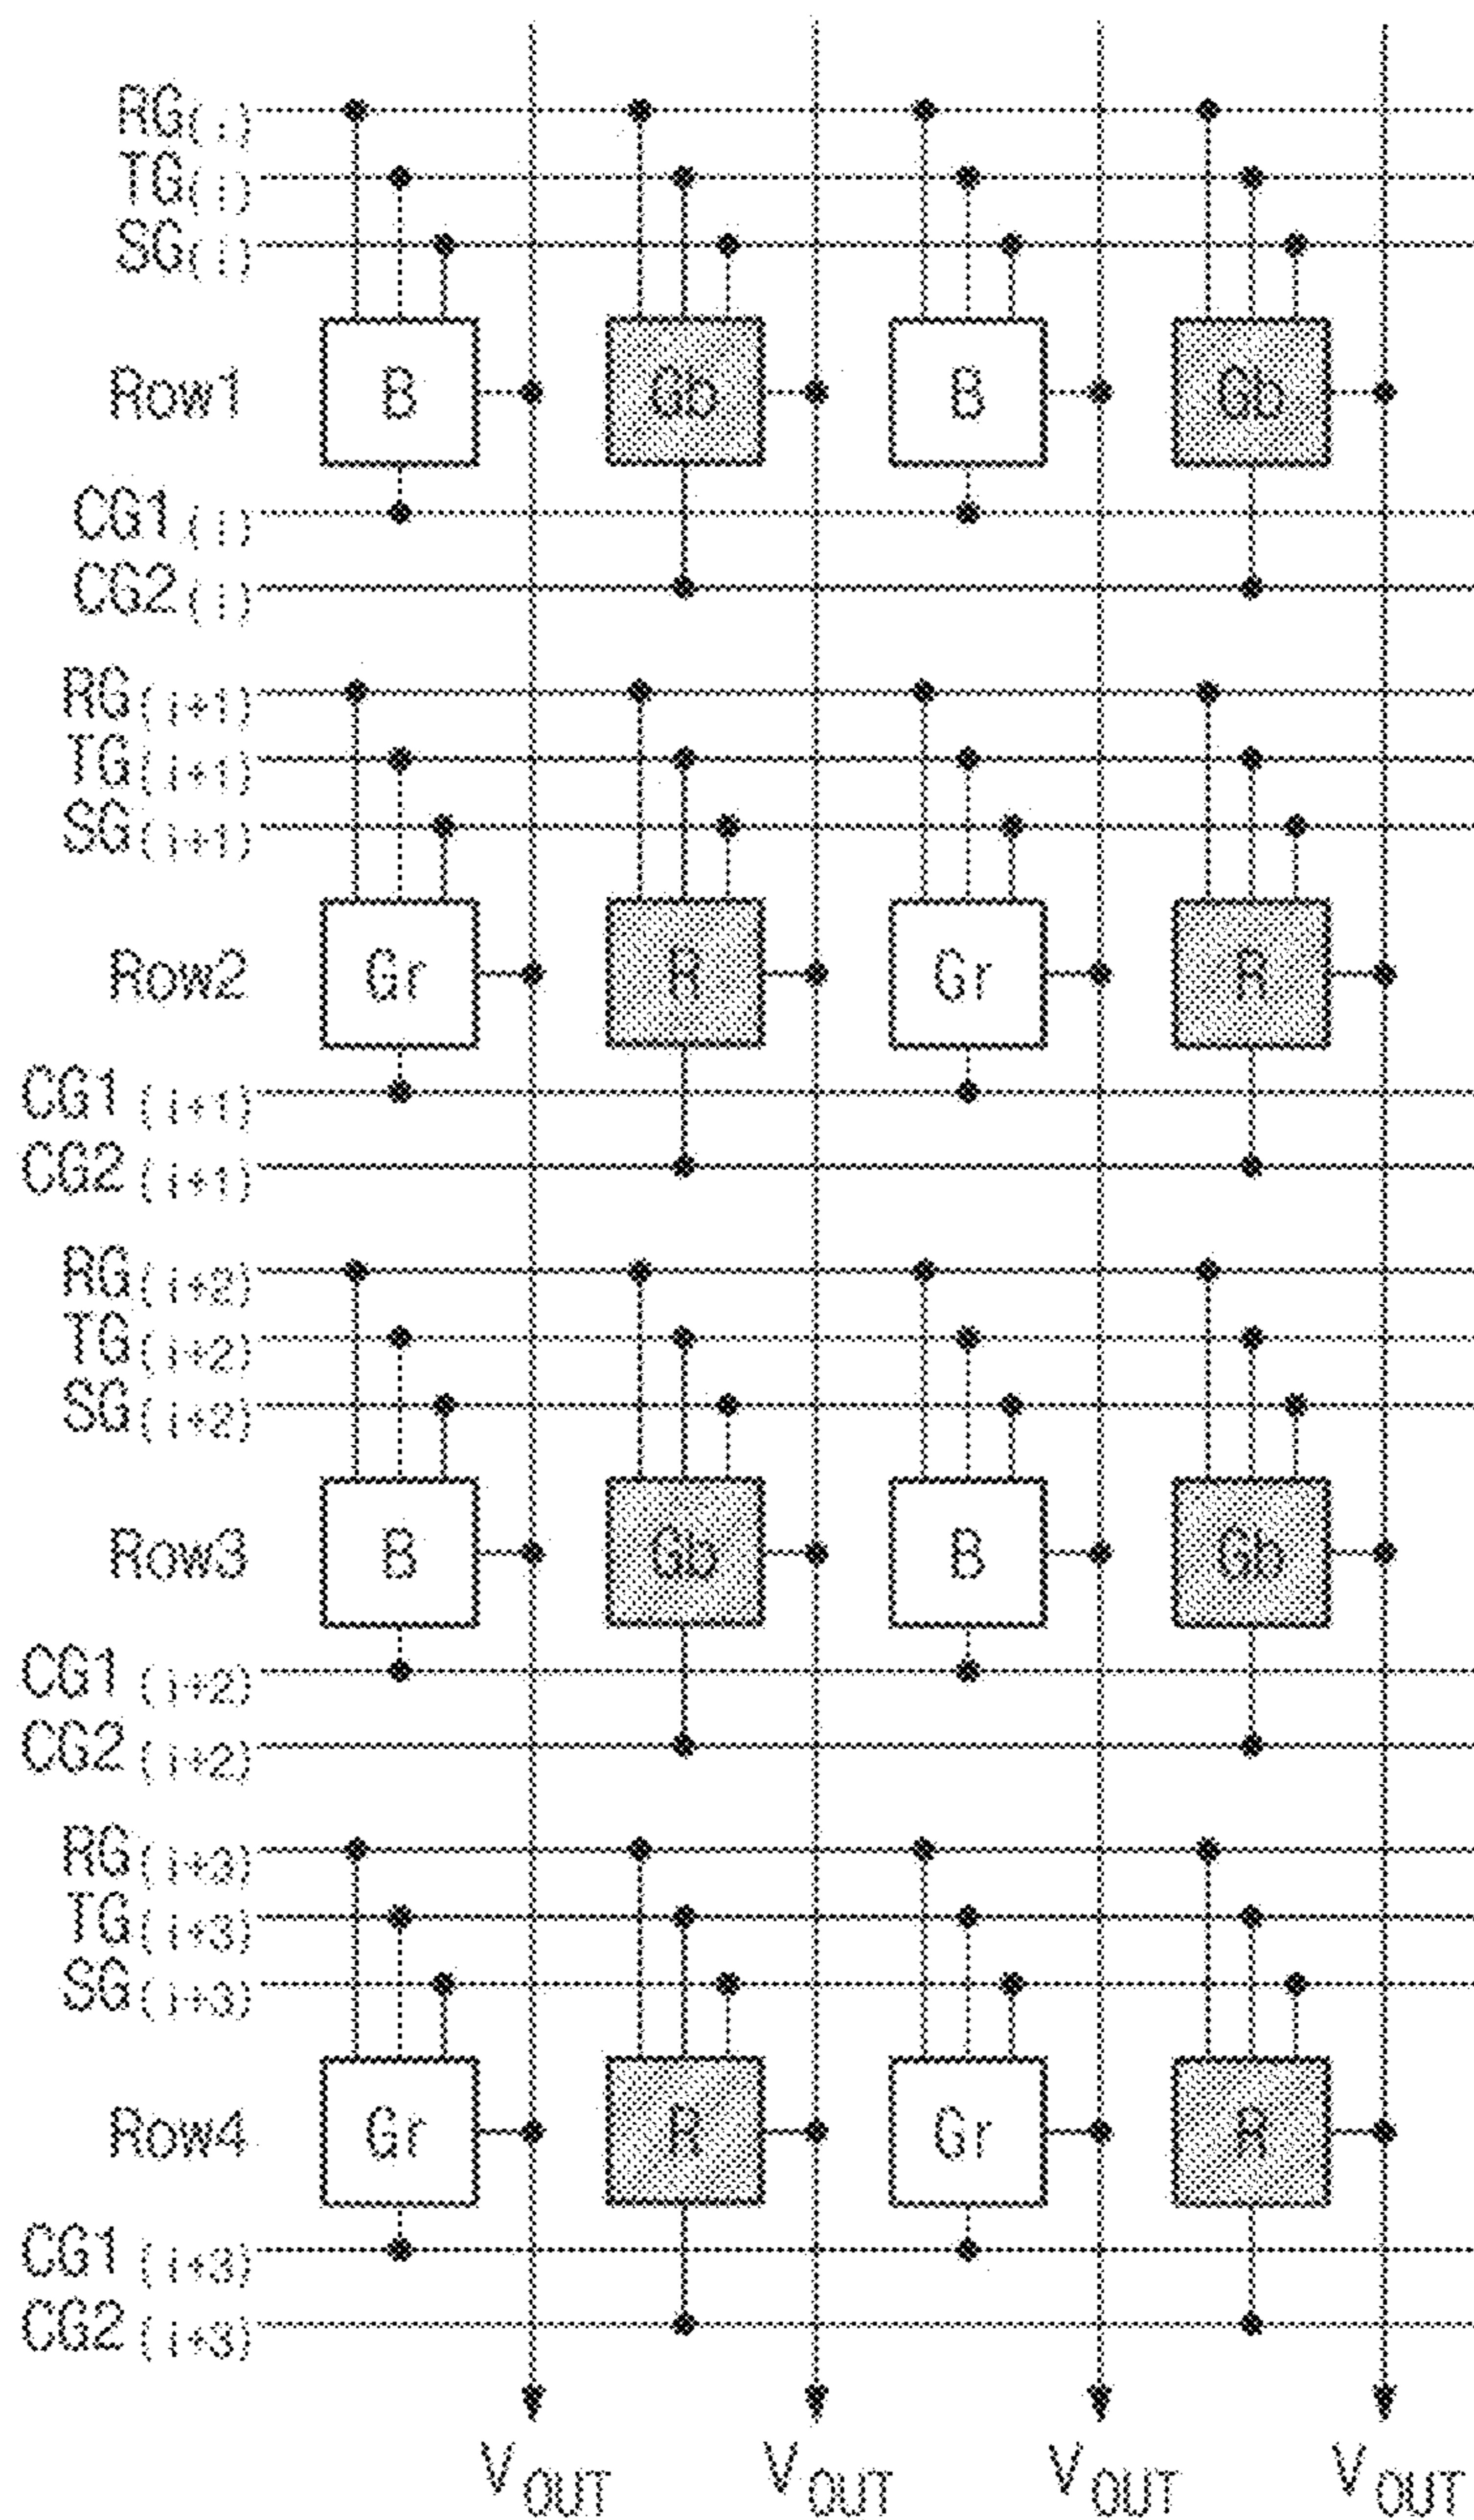 RG(i)
TG(i)
SG(i)
Row1 B Gb B Gb
CG1(i)
CG2(i)
RG(i+1)
TG(i+1)
SG(i+1)
Row2 Gr R Gr R
CG1(i+1)
CG2(i+1)
RG(i+2)
TG(i+2)
SG(i+2)
Row3 B Gb B Gb
CG1(i+2)
CG2(i+2)
RG(i+3)
TG(i+3)
SG(i+3)
Row4 Gr R Gr R
CG1(i+3)
CG2(i+3)
VOUT VOUT VOUT VOUT